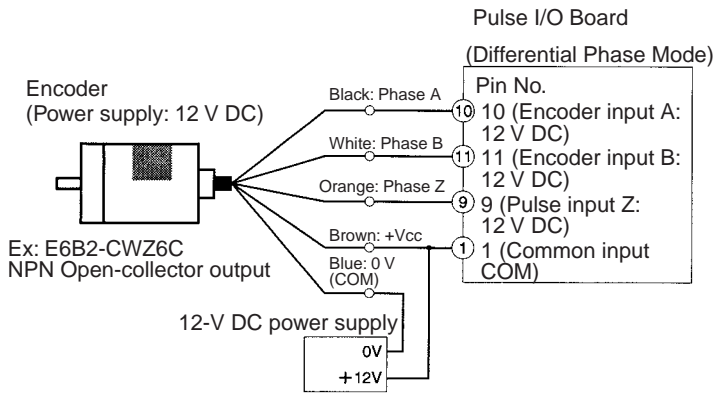 Pulse I/O Board
(Differential Phase Mode)
Encoder
(Power supply: 12 V DC)
Black: Phase A
White: Phase B
Orange: Phase Z
Brown: +Vcc
Blue: 0 V
(COM)
Pin No.
10
10 (Encoder input A:
12 V DC)
11
11 (Encoder input B:
12 V DC)
9
9 (Pulse input Z:
12 V DC)
1
1 (Common input
COM)
Ex: E6B2-CWZ6C
NPN Open-collector output
12-V DC power supply
0V
+12V